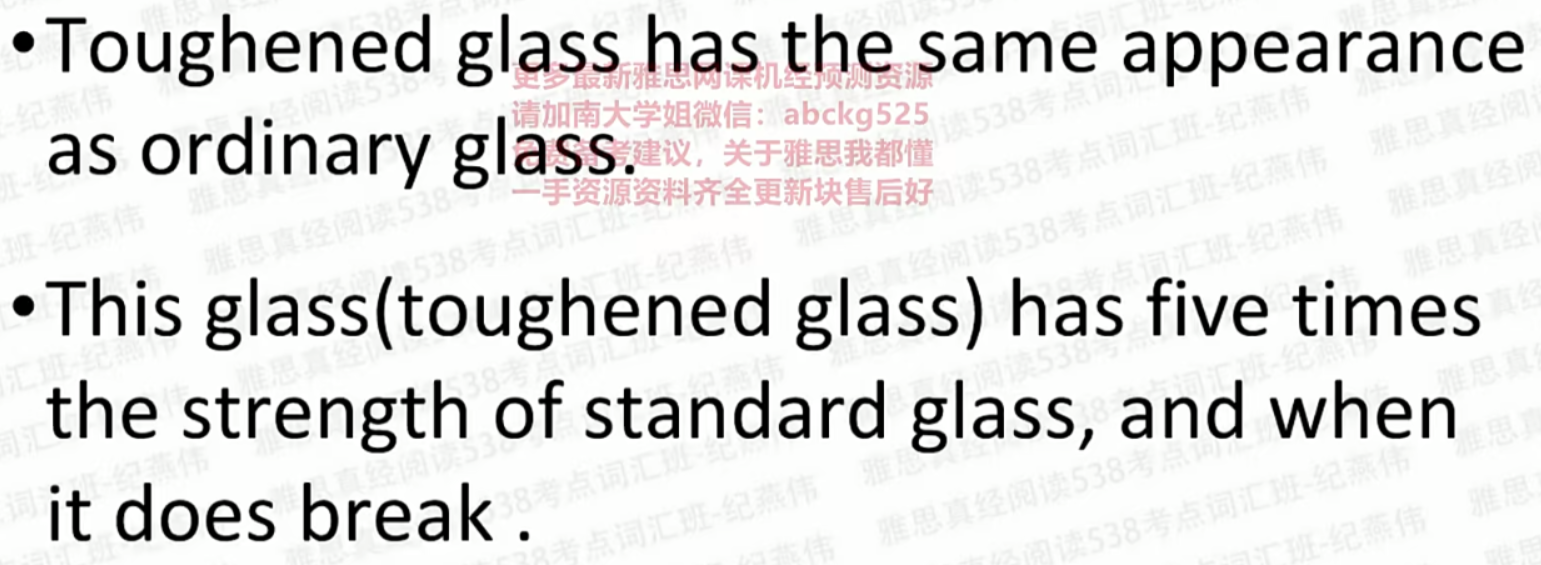 •Toughened glass has the same appearance
as ordinary glass.
更多最新雅思网课机经预测资源
请加南大学姐微信：abckg525
免费备考建议，关于雅思我都懂
一手资源资料齐全更新块售后好
•This glass(toughened glass) has five times
the strength of standard glass, and when
it does break .
雅思真经阅读538考点词汇班-纪燕伟